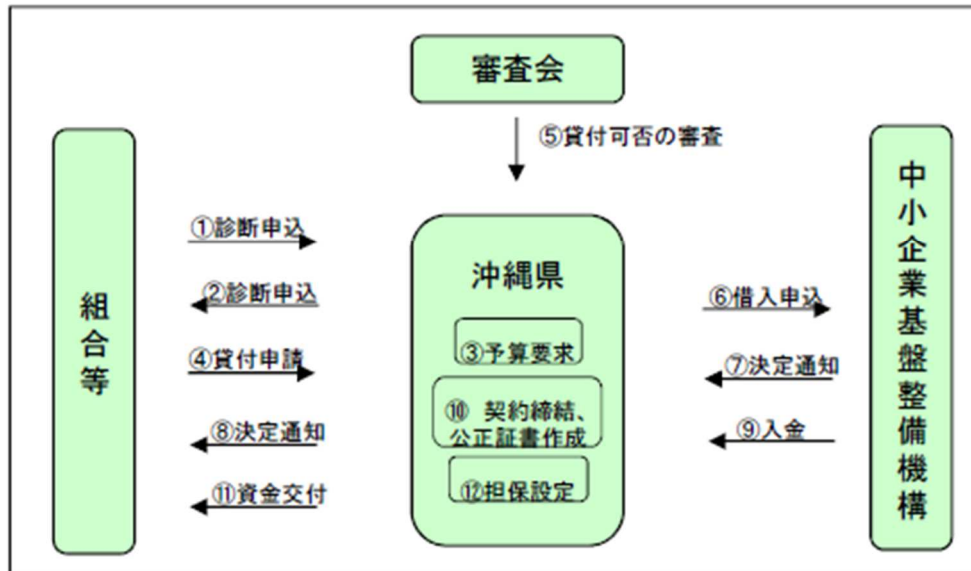 審査会
⑤貸付可否の審査
組合等
①診断申込
②診断申込
④貸付申請
⑧決定通知
⑪資金交付
沖縄県
③予算要求
⑩ 契約締結、
公正証書作成
⑫担保設定
⑥借入申込
⑦決定通知
⑨入金
中小企業基盤整備機構